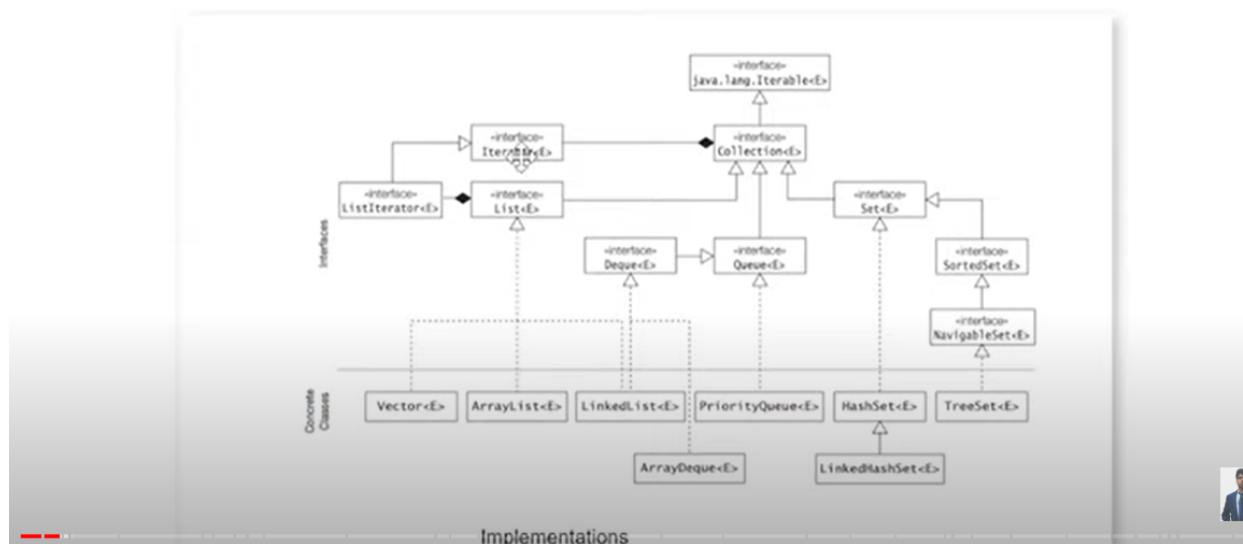 «interface»
java.lang.Iterable<E>
«interface»
«interface»
Collection<E>
«interface»
ListIterator<E>
«interface»
List<E>
«interface»
Set<E>
«interface»
Deque<E>
«interface»
Queue<E>
«interface»
SortedSet<E>
«interface»
NavigableSet<E>
Interfaces
Concrete
Classes
Vector<E>
ArrayList<E>
LinkedList<E>
PriorityQueue<E>
HashSet<E>
TreeSet<E>
ArrayDeque<E>
LinkedHashSet<E>
Implementations